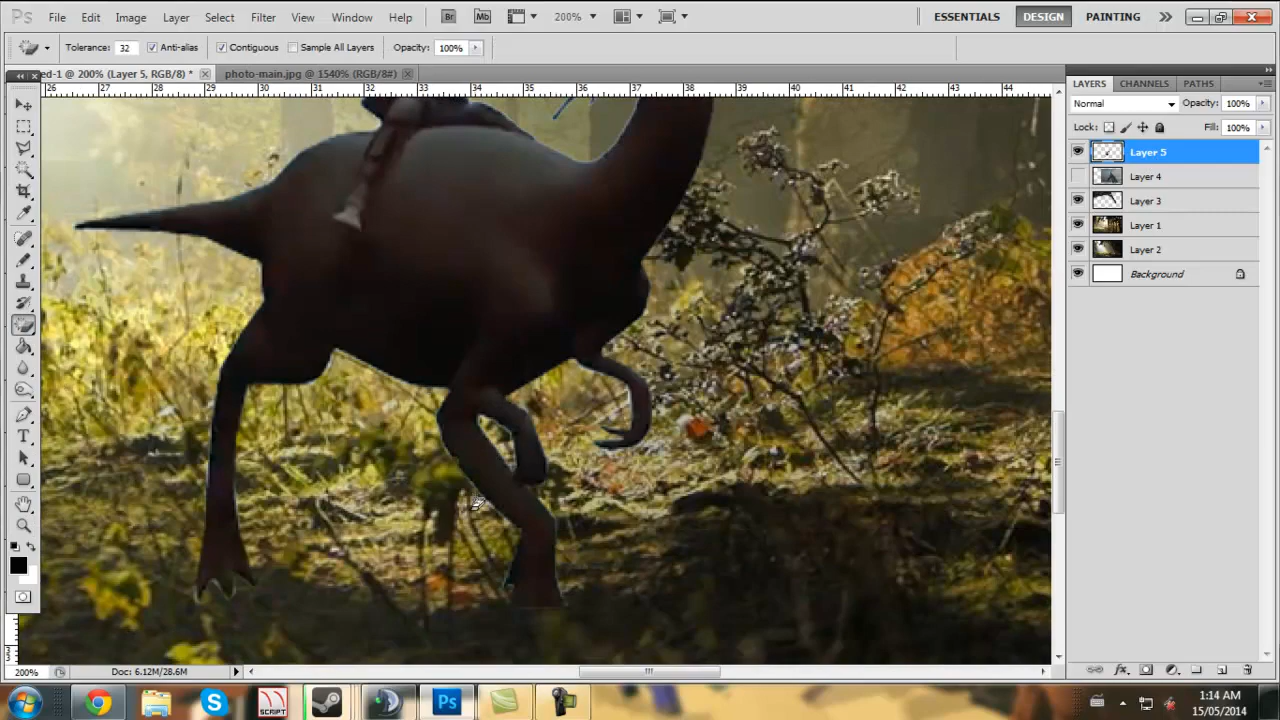 Ps File Edit Image Layer Select Filter View Window Help Br Mb 200% ESSENTIALS DESIGN PAINTING
Tolerance: 32 Anti-alias Contiguous Sample All Layers Opacity: 100%
ed-1 @ 200% (Layer 5, RGB/8) * photo-main.jpg @ 1540% (RGB/8#)
26 27 28 29 30 31 32 33 34 35 36 37 38 39 40 41 42 43 44
LAYERS CHANNELS PATHS
Normal Opacity: 100%
Lock: Fill: 100%
Layer 5
Layer 4
Layer 3
Layer 1
Layer 2
Background
T
200% Doc: 6.12M/28.6M
SCRIPT Ps 1:14 AM
15/05/2014